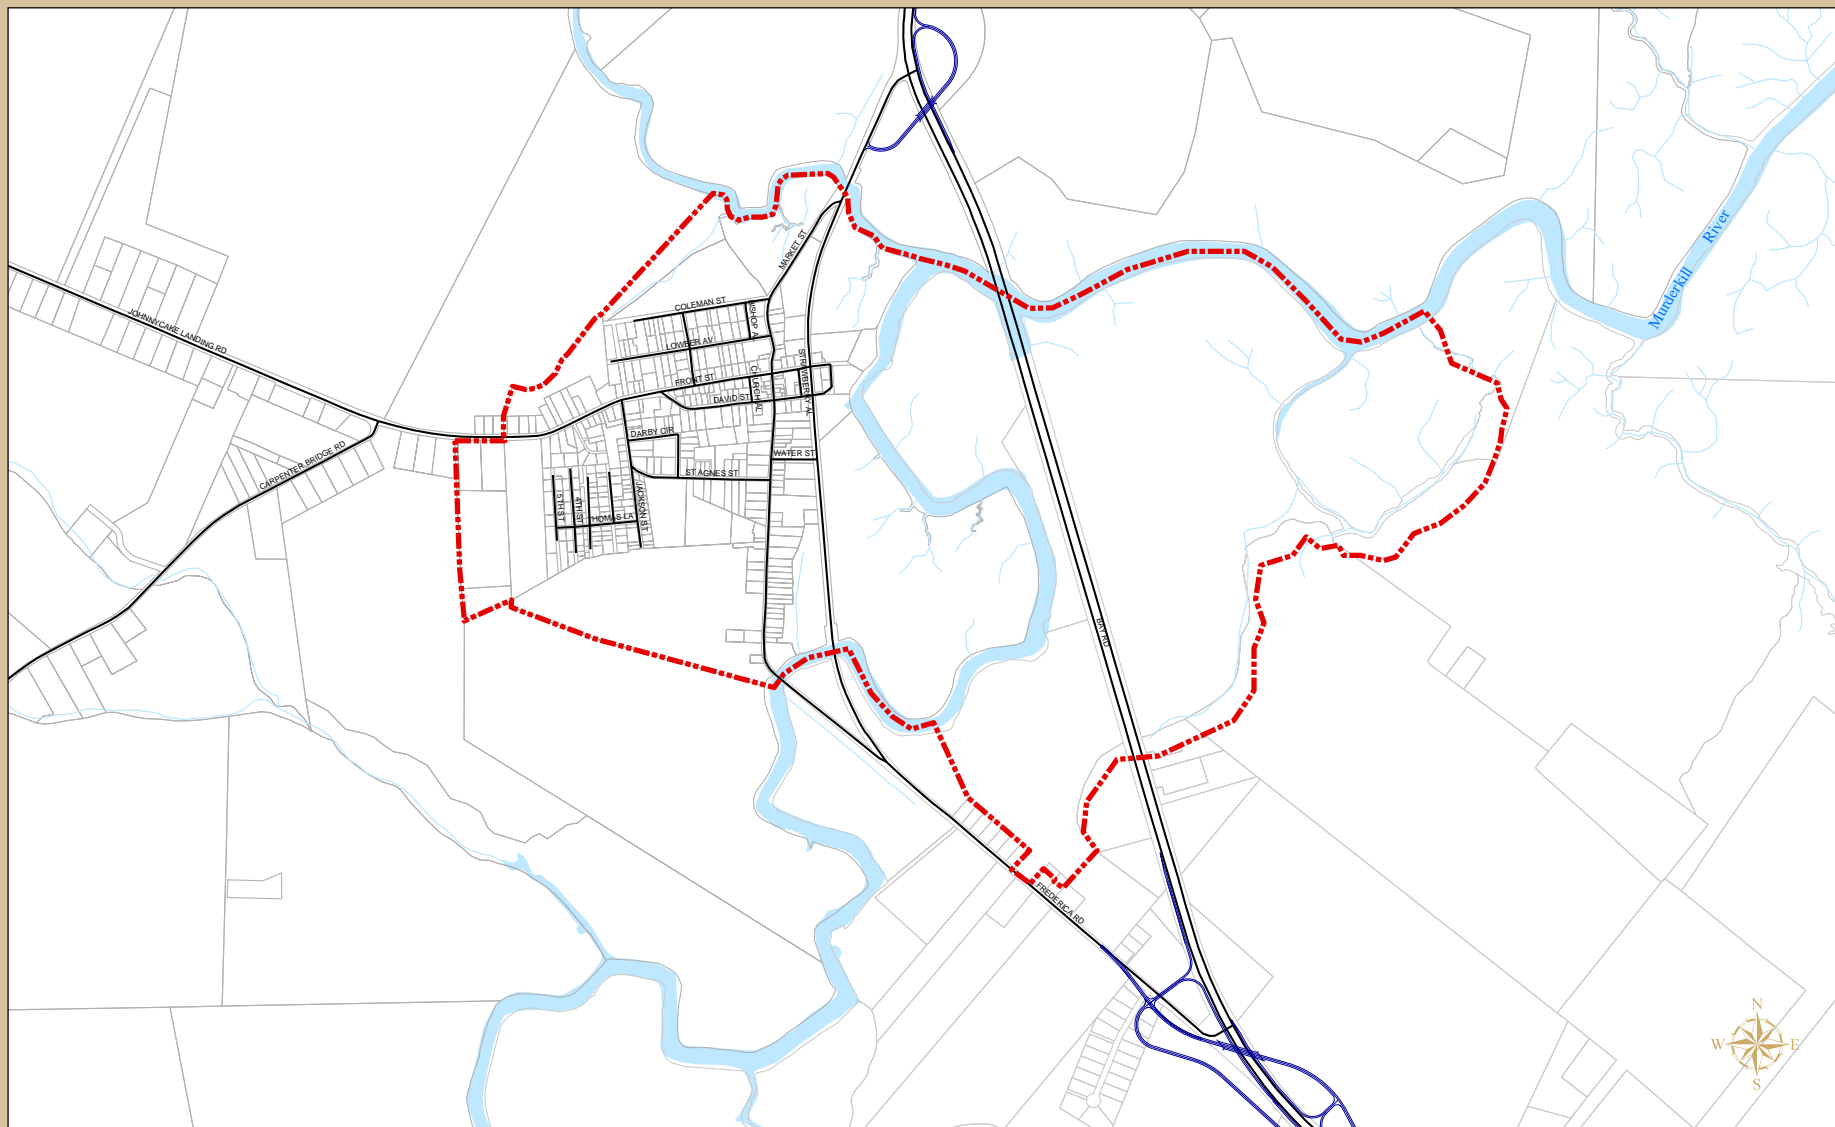 River
Murderkill
MARKET ST
COLEMAN ST
BISHOP AL
JOHNNYCAKE LANDING RD
LOWBER AV
STRAWBERRY AL
FRONT ST
CHURCH AL
DAVID ST
DARBY CIR
CARPENTER BRIDGE RD
WATER ST
ST AGNES ST
5TH ST
4TH ST
JACKSON ST
THOMAS LA
BAY RD
FREDERICA RD
N
W E
S